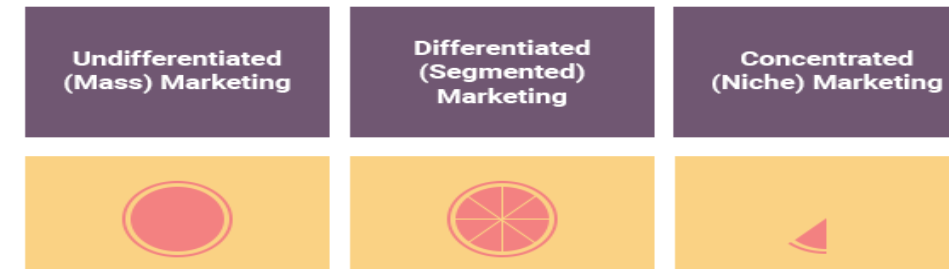 Undifferentiated
(Mass) Marketing
Differentiated
(Segmented)
Marketing
Concentrated
(Niche) Marketing